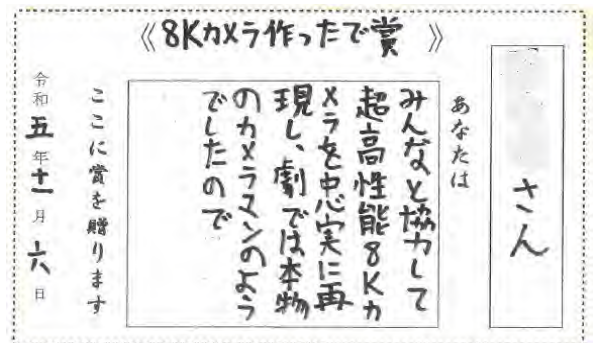 《8Kカメラ作ったで賞》
さん
あなたは
みんなと協力して
超高性能8Kカ
メラを忠実に再
現し、劇では本物
のカメラマンのよう
でしたので
ここに賞を贈ります
令和五年十一月六日